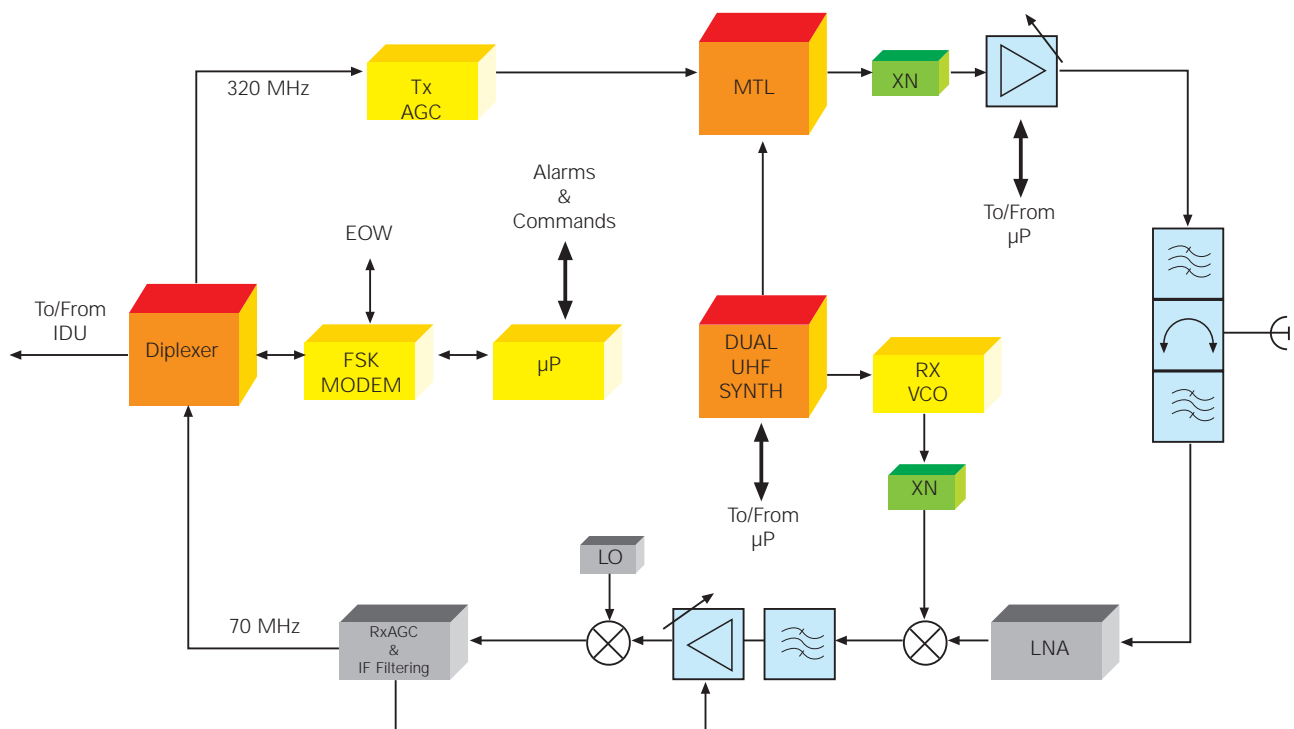 320 MHz
Tx
AGC
MTL
XN
Alarms
&
Commands
To/From
µP
EOW
To/From
IDU
Diplexer
FSK
MODEM
µP
DUAL
UHF
SYNTH
RX
VCO
XN
To/From
µP
LO
70 MHz
RxAGC
&
IF Filtering
LNA